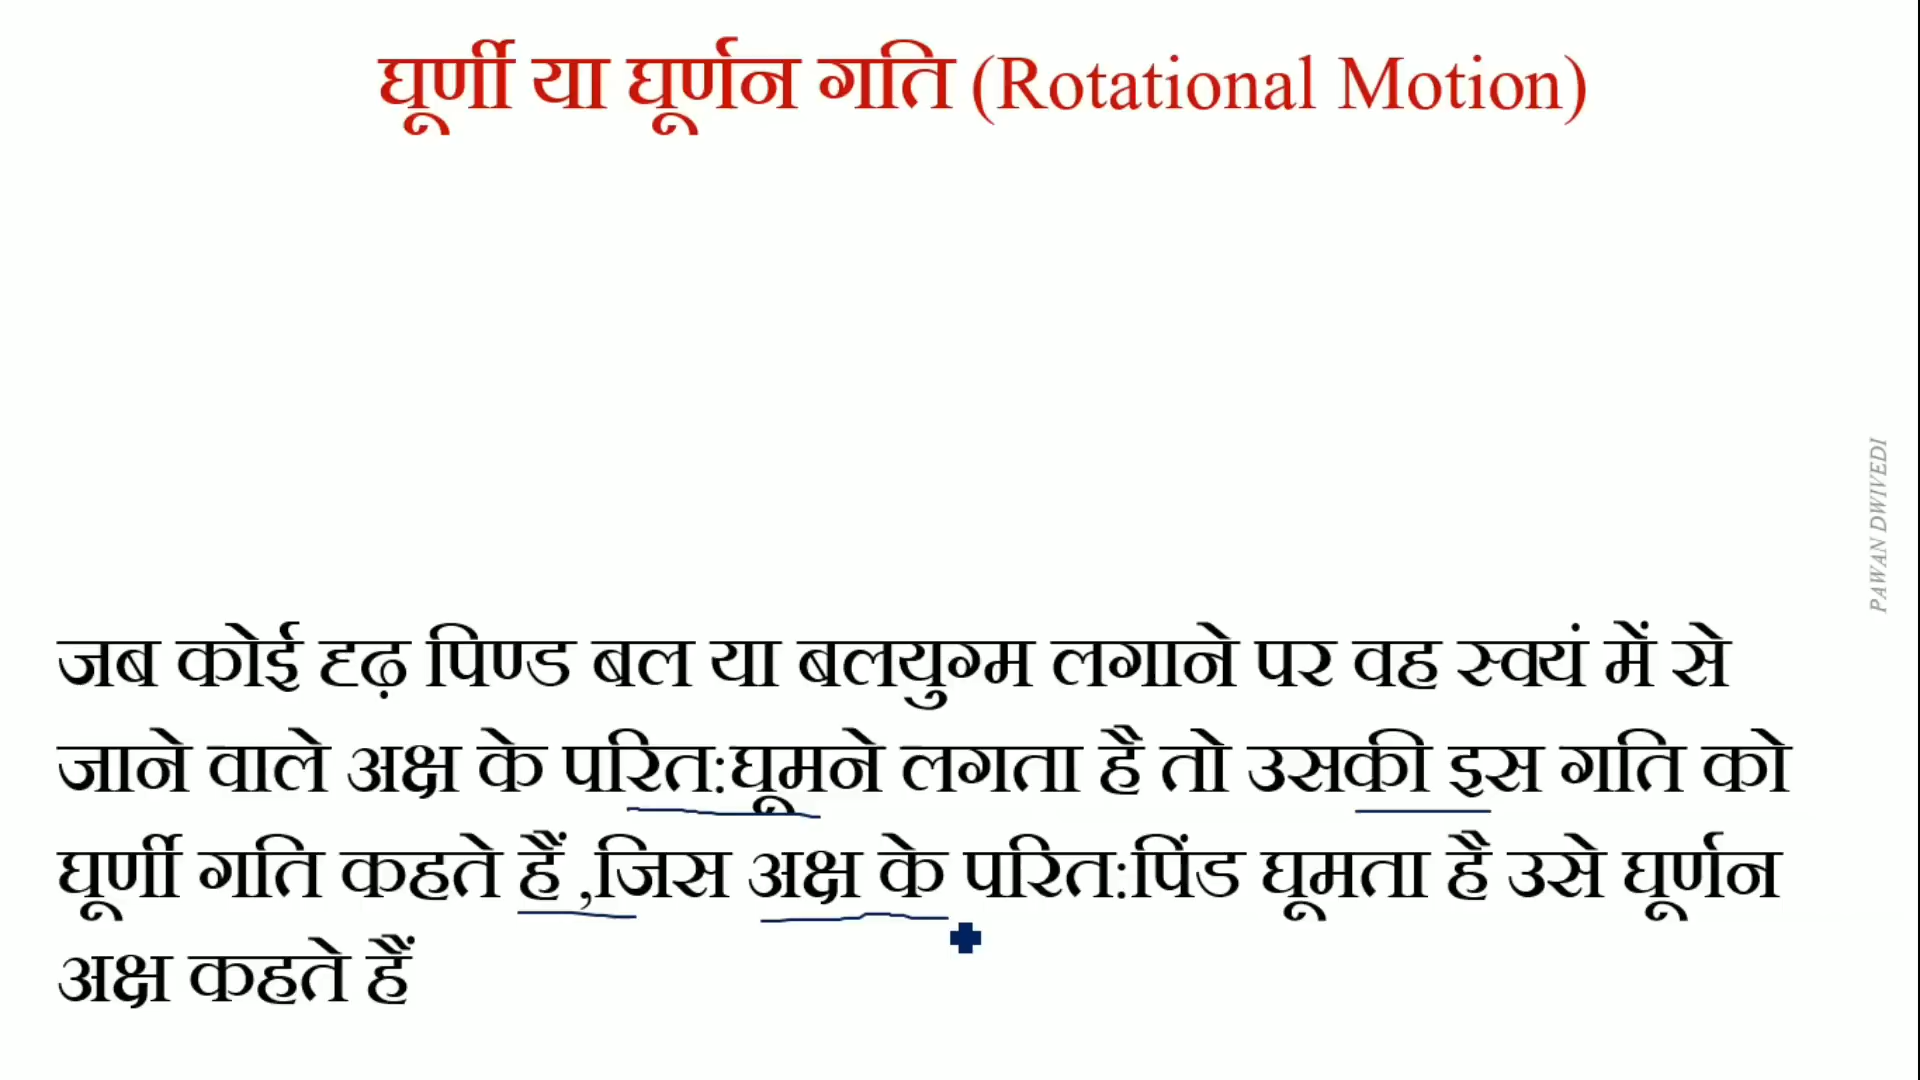 घूर्णी या घूर्णन गति (Rotational Motion)
PAWAN DWIVEDI
जब कोई दृढ़ पिण्ड बल या बलयुग्म लगाने पर वह स्वयं में से
जाने वाले अक्ष के परित:घूमने लगता है तो उसकी इस गति को
घूर्णी गति कहते हैं ,जिस अक्ष के परित:पिंड घूमता है उसे घूर्णन
अक्ष कहते हैं